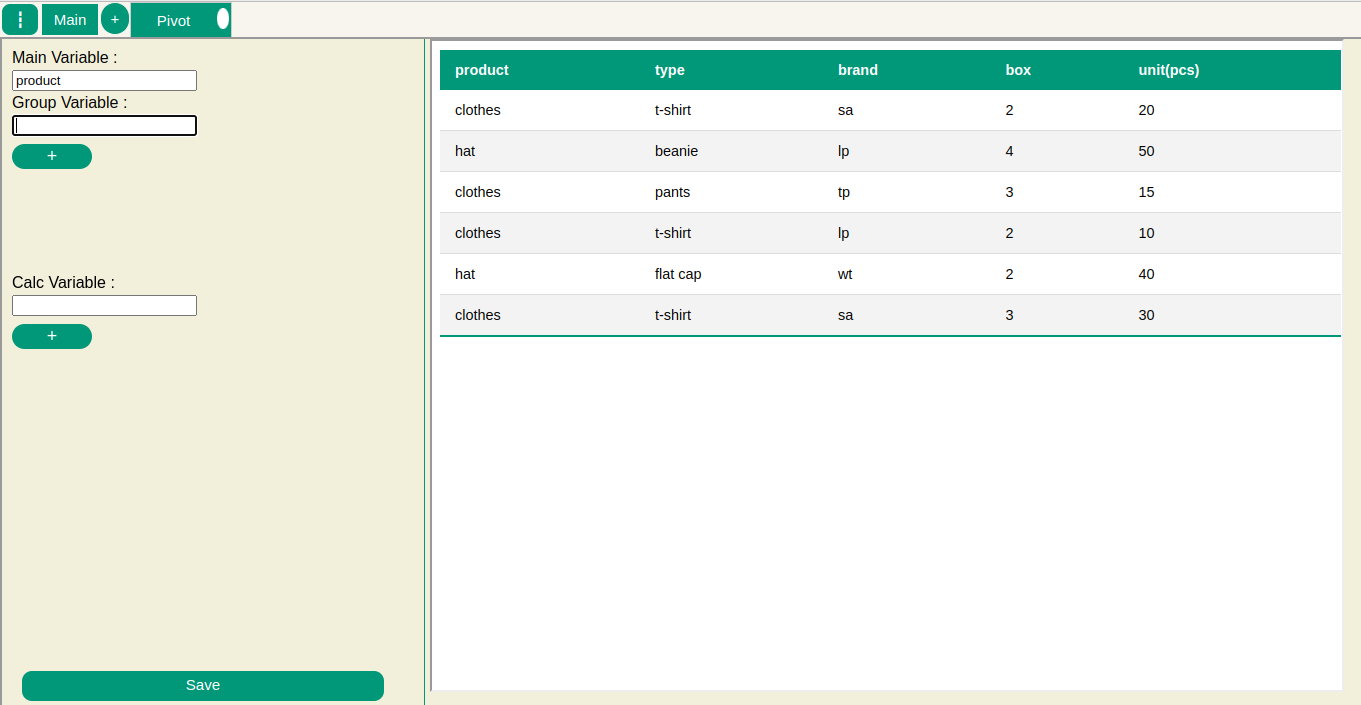 ┇ Main + Pivot
Main Variable :
product
Group Variable :
+
Calc Variable :
+
Save
product type brand box unit(pcs)
clothes t-shirt sa 2 20
hat beanie lp 4 50
clothes pants tp 3 15
clothes t-shirt lp 2 10
hat flat cap wt 2 40
clothes t-shirt sa 3 30